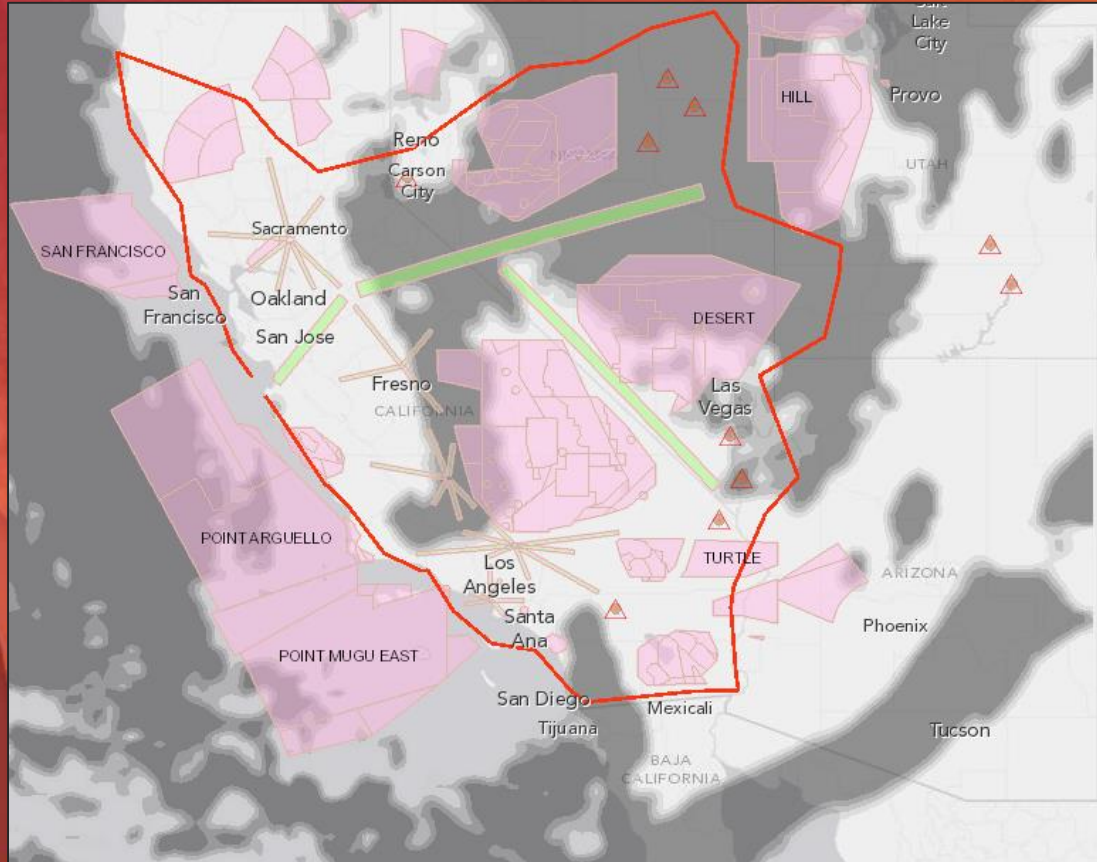 Salt
Lake
City
HILL
Provo
Reno
NEVADA
Carson
City
UTAH
Sacramento
SAN FRANCISCO
San
Francisco
Oakland
San Jose
DESERT
Fresno
CALIFORNIA
Las
Vegas
POINT ARGUELLO
TURTLE
Los
Angeles
ARIZONA
Santa
Ana
Phoenix
POINT MUGU EAST
San Diego
Mexicali
Tijuana
Tucson
BAJA
CALIFORNIA